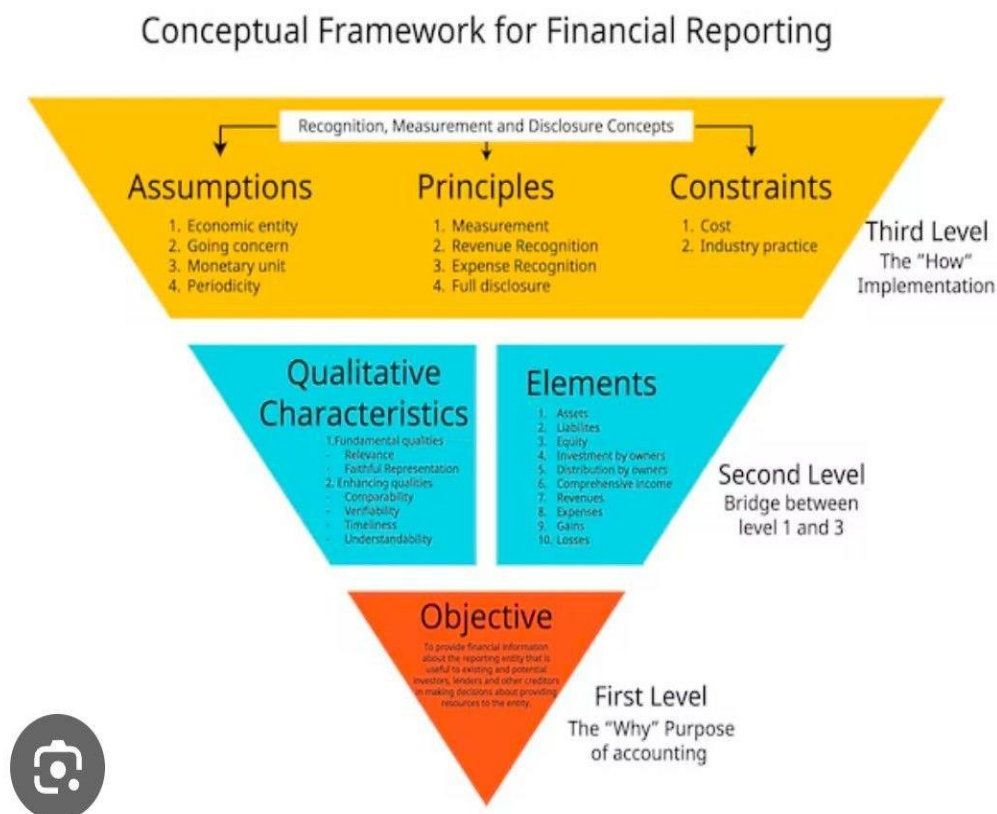 Conceptual Framework for Financial Reporting
Recognition, Measurement and Disclosure Concepts
Assumptions
1. Economic entity
2. Going concern
3. Monetary unit
4. Periodicity
Principles
1. Measurement
2. Revenue Recognition
3. Expense Recognition
4. Full disclosure
Constraints
1. Cost
2. Industry practice
Third Level
The "How"
Implementation
Qualitative
Characteristics
1.Fundamental qualities
- Relevance
- Faithful Representation
2. Enhancing qualities
- Comparability
- Verifiability
- Timeliness
- Understandability
Elements
1. Assets
2. Liabilites
3. Equity
4. Investment by owners
5. Distribution by owners
6. Comprehensive income
7. Revenues
8. Expenses
9. Gains
10. Losses
Second Level
Bridge between
level 1 and 3
Objective
To provide financial information
about the reporting entity that is
useful to existing and potential
investors, lenders and other creditors
in making decisions about providing
resources to the entity.
First Level
The "Why" Purpose
of accounting